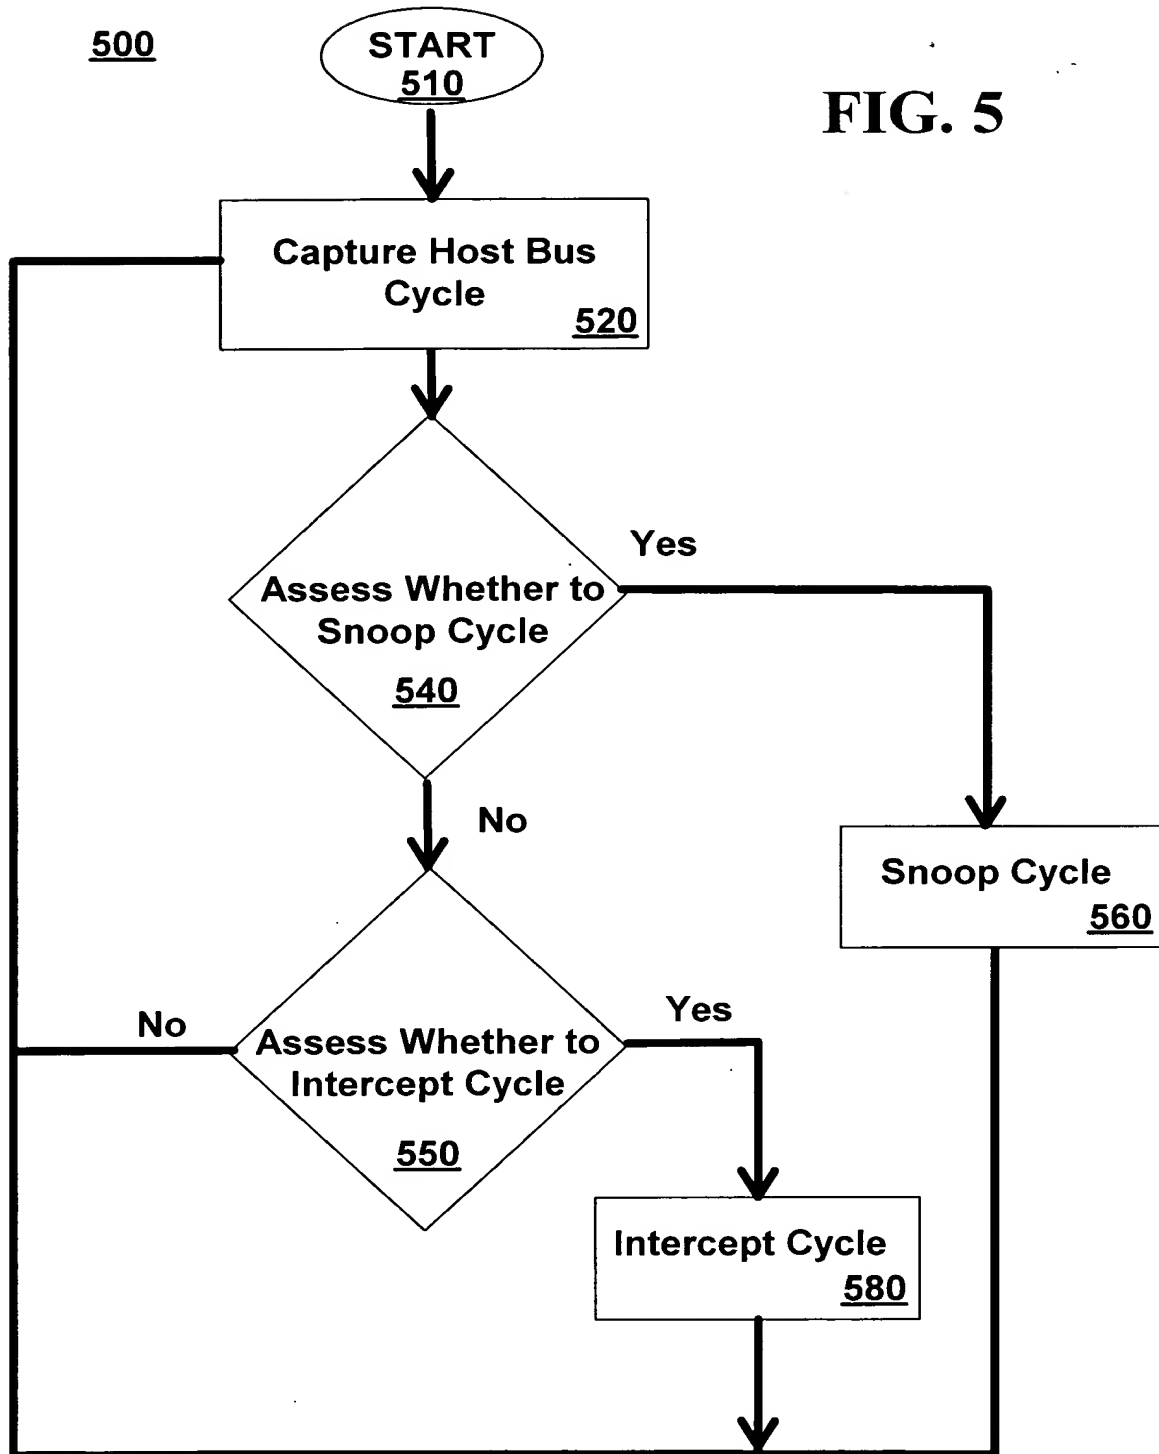 500
START
510
FIG. 5
Capture Host Bus
Cycle
520
Yes
Assess Whether to
Snoop Cycle
540
No
Snoop Cycle
560
No
Yes
Assess Whether to
Intercept Cycle
550
Intercept Cycle
580